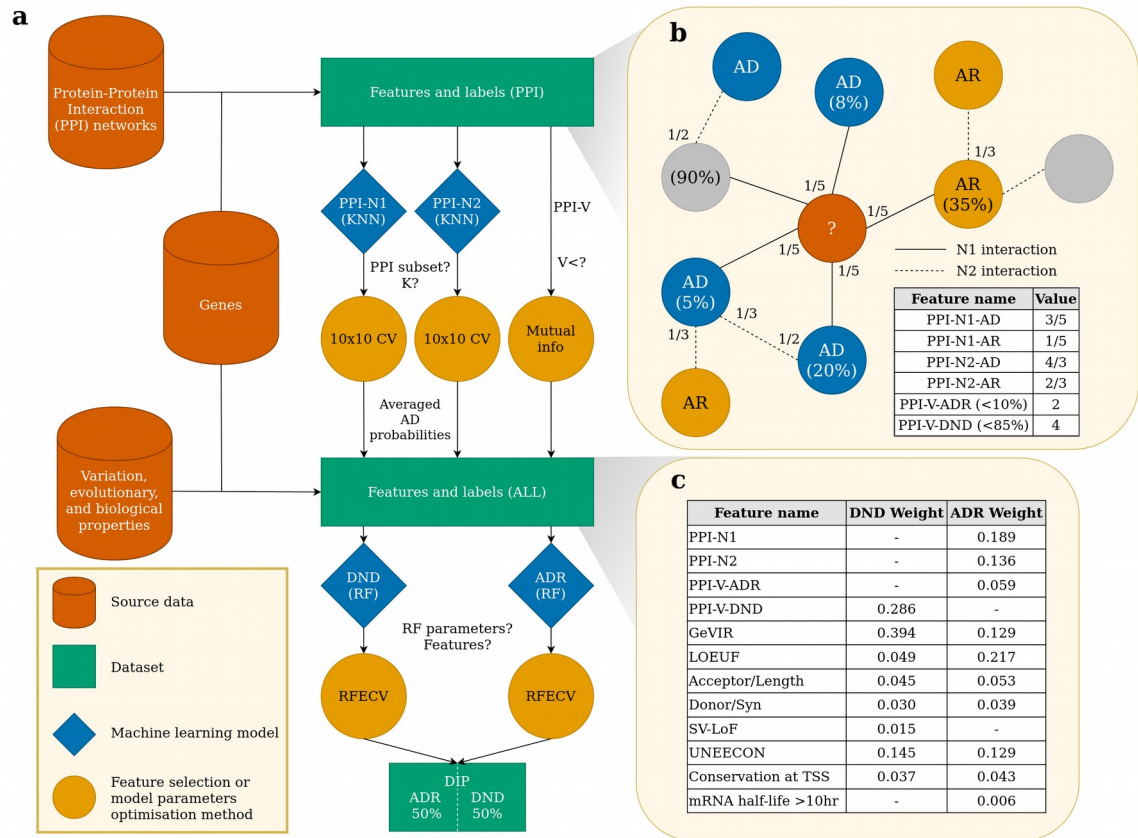 a
Protein-Protein
Interaction
(PPI) networks
Genes
Variation,
evolutionary,
and biological
properties
Features and labels (PPI)
PPI-N1
(KNN)
PPI-N2
(KNN)
PPI-V
PPI subset?
K?
V<?
10x10 CV
10x10 CV
Mutual
info
Averaged
AD
probabilities
Features and labels (ALL)
DND
(RF)
ADR
(RF)
RF parameters?
Features?
RFECV
RFECV
DIP
ADR
50%
DND
50%
Source data
Dataset
Machine learning model
Feature selection or
model parameters
optimisation method
b
AD
AD
(8%)
AR
1/2
(90%)
1/3
AR
(35%)
1/5
1/5
?
1/5
1/5
AD
(5%)
1/3
1/3
1/2
AD
(20%)
AR
N1 interaction
N2 interaction
Feature name Value
PPI-N1-AD 3/5
PPI-N1-AR 1/5
PPI-N2-AD 4/3
PPI-N2-AR 2/3
PPI-V-ADR (<10%) 2
PPI-V-DND (<85%) 4
c
Feature name DND Weight ADR Weight
PPI-N1 - 0.189
PPI-N2 - 0.136
PPI-V-ADR - 0.059
PPI-V-DND 0.286 -
GeVIR 0.394 0.129
LOEUF 0.049 0.217
Acceptor/Length 0.045 0.053
Donor/Syn 0.030 0.039
SV-LoF 0.015 -
UNEECON 0.145 0.129
Conservation at TSS 0.037 0.043
mRNA half-life >10hr - 0.006